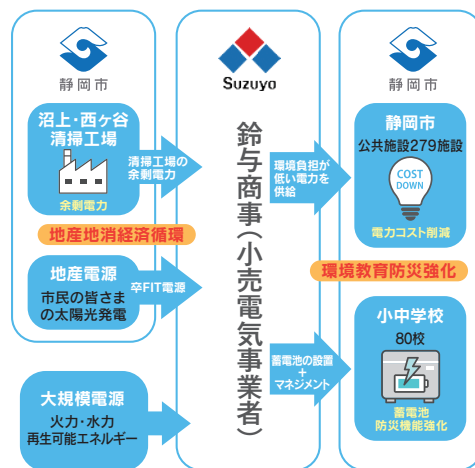 静岡市
沼上・西ヶ谷
清掃工場
余剰電力
地産地消経済循環
地産電源
市民の皆さま
の太陽光発電
大規模電源
火力・水力
再生可能エネルギー
清掃工場の
余剰電力
卒FIT電源
Suzuyo
鈴与商事(小売電気事業者)
環境負担が
低い電力を
供給
蓄電池の設置
+
マネジメント
静岡市
静岡市
公共施設279施設
COST
DOWN
電力コスト削減
環境教育防災強化
小中学校
80校
蓄電池
防災機能強化